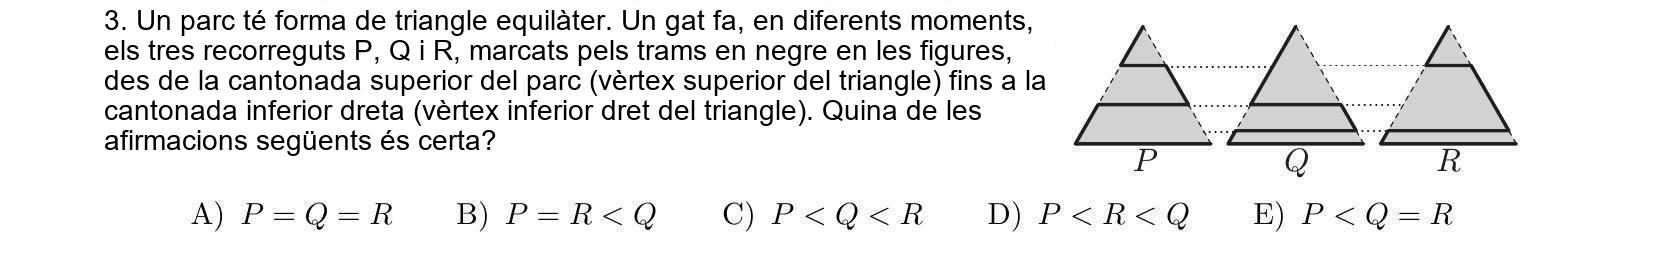 3. Un parc té forma de triangle equilàter. Un gat fa, en diferents moments,
els tres recorreguts P, Q i R, marcats pels trams en negre en les figures,
des de la cantonada superior del parc (vèrtex superior del triangle) fins a la
cantonada inferior dreta (vèrtex inferior dret del triangle). Quina de les
afirmacions següents és certa?
P Q R
A) P = Q = R B) P = R < Q C) P < Q < R D) P < R < Q E) P < Q = R